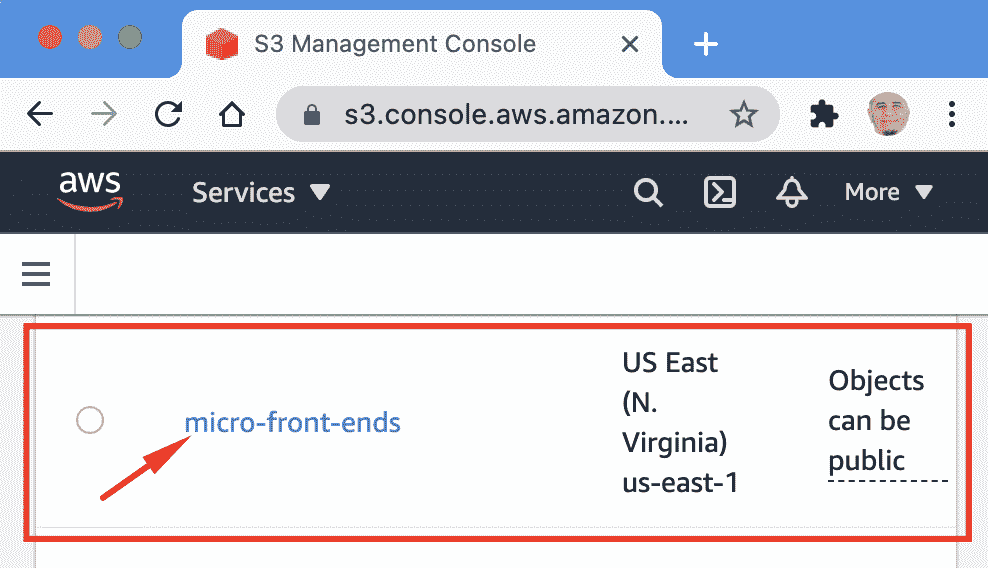 S3 Management Console
s3.console.aws.amazon....
aws
Services
More
micro-front-ends
US East
(N.
Virginia)
us-east-1
Objects
can be
public